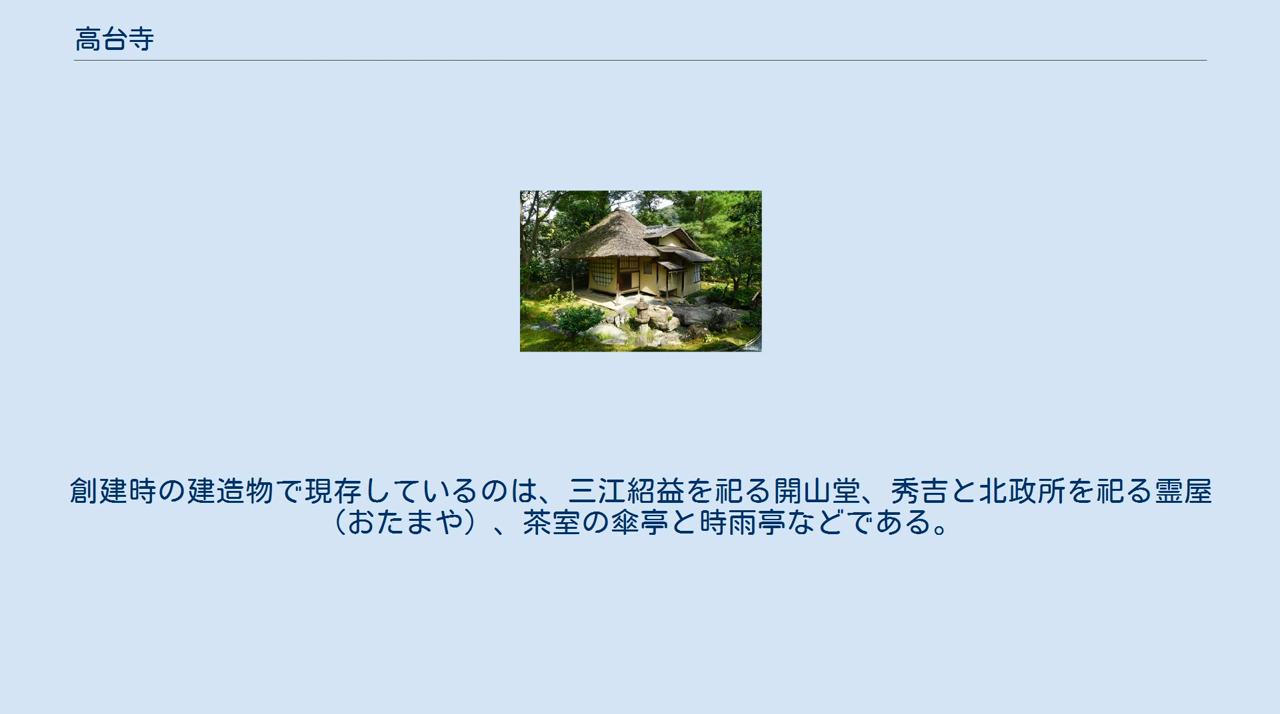 高台寺
創建時の建造物で現存しているのは、三江紹益を祀る開山堂、秀吉と北政所を祀る霊屋
（おたまや）、茶室の傘亭と時雨亭などである。